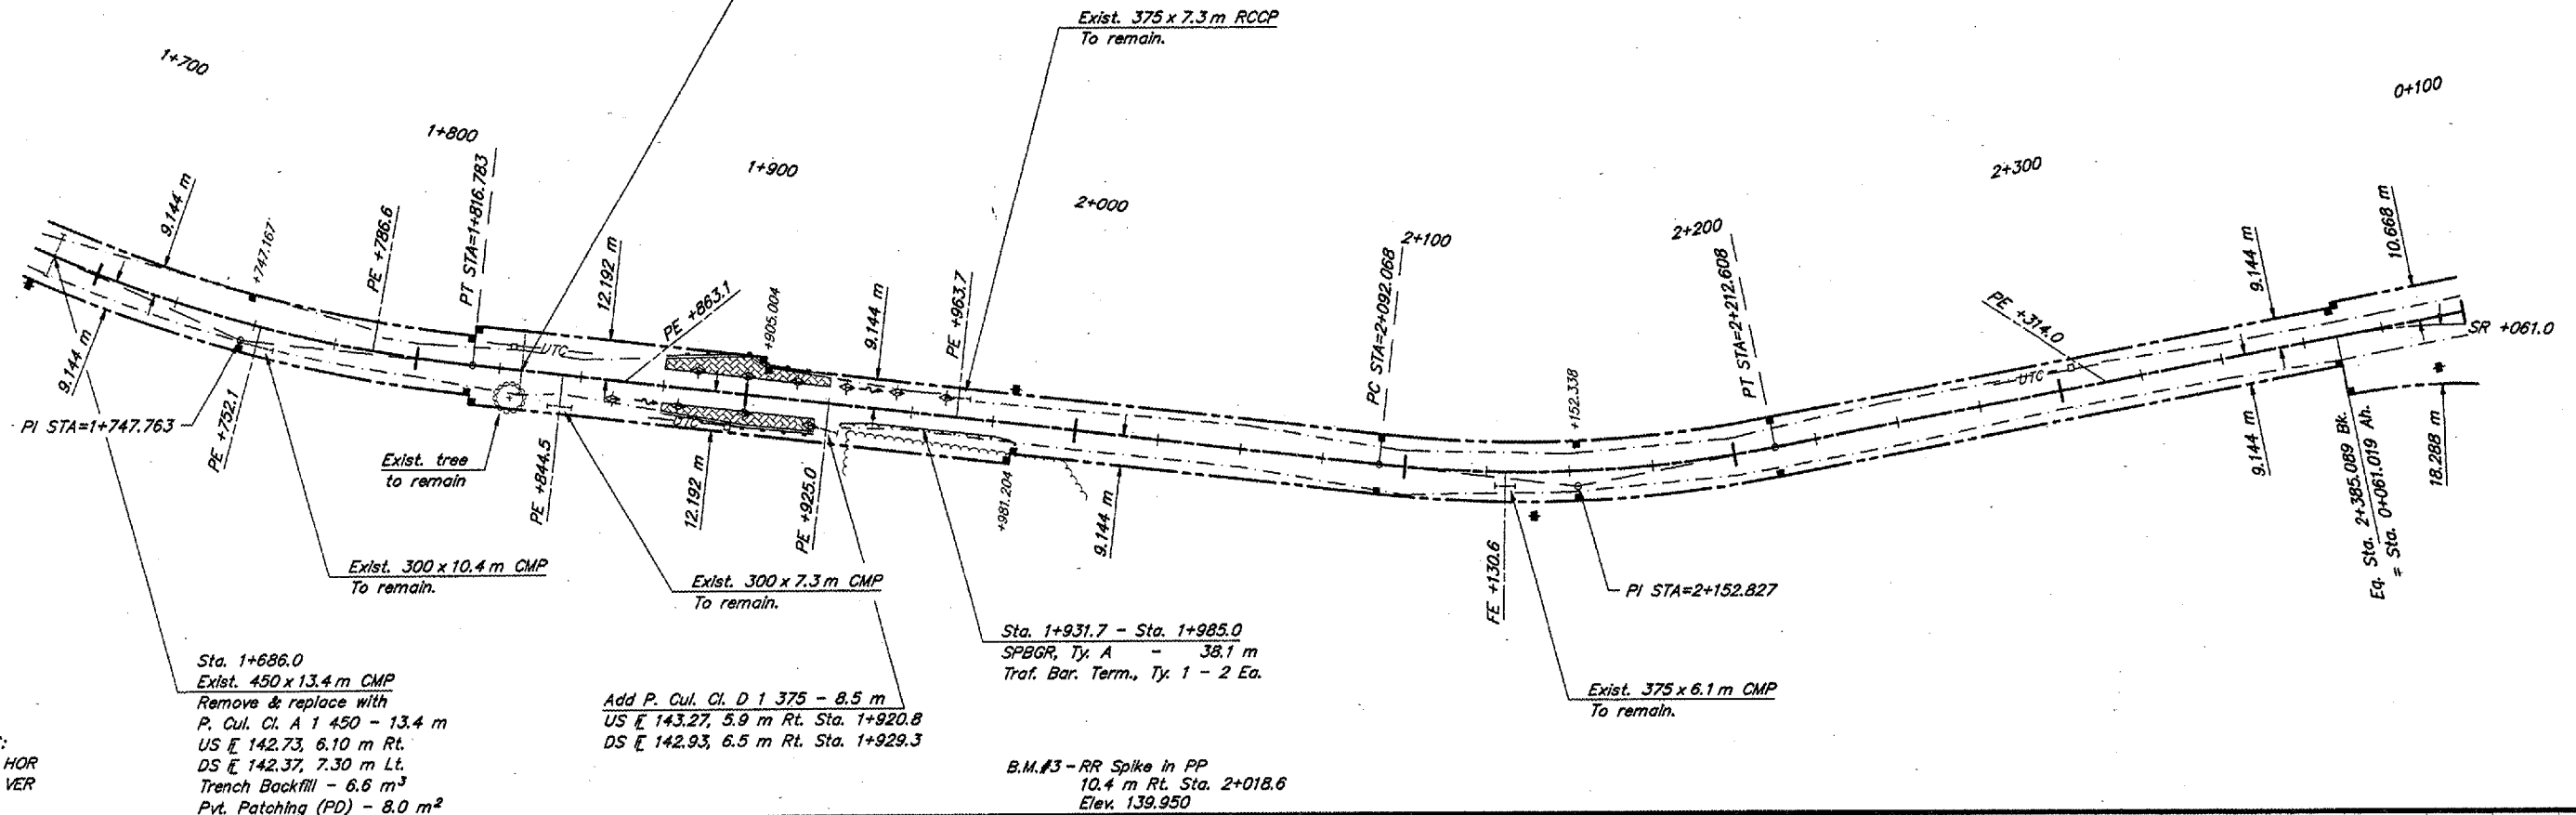 Exist. 375 x 7.3 m RCCP
To remain.
1+700
1+800
1+900
2+000
2+100
2+200
2+300
0+100
9.144 m
+747.167
PE +786.6
PT STA=1+816.783
12.192 m
PE +863.1
+905.004
9.144 m
PE +963.7
PC STA=2+092.068
+152.338
PT STA=2+212.608
PE +314.0
9.144 m
10.668 m
SR +061.0
UTC
UTC
UTC
9.144 m
PI STA=1+747.763
PE +752.1
Exist. tree
to remain
PE +844.5
12.192 m
PE +925.0
+981.204
9.144 m
FE +130.6
PI STA=2+152.827
9.144 m
Eq. Sta. 2+385.089 Bk.
= Sta. 0+061.019 Ah.
18.288 m
Exist. 300 x 10.4 m CMP
To remain.
Exist. 300 x 7.3 m CMP
To remain.
Sta. 1+931.7 - Sta. 1+985.0
SPBGR, Ty. A - 38.1 m
Traf. Bar. Term., Ty. 1 - 2 Ea.
Exist. 375 x 6.1 m CMP
To remain.
Sta. 1+686.0
Exist. 450 x 13.4 m CMP
Remove & replace with
P. Cul. Cl. A 1 450 - 13.4 m
US FL 142.73, 6.10 m Rt.
DS FL 142.37, 7.30 m Lt.
Trench Backfill - 6.6 m³
Pvt. Patching (PD) - 8.0 m²
Add P. Cul. Cl. D 1 375 - 8.5 m
US FL 143.27, 5.9 m Rt. Sta. 1+920.8
DS FL 142.93, 6.5 m Rt. Sta. 1+929.3
B.M.#3 - RR Spike in PP
10.4 m Rt. Sta. 2+018.6
Elev. 139.950
HOR
VER